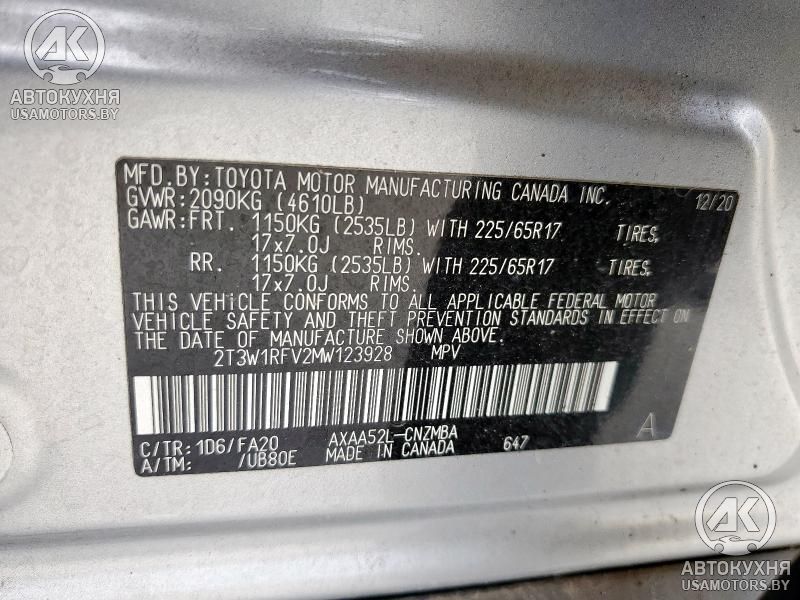 AK
АВТОКУХНЯ
USAMOTORS.BY
MFD.BY:TOYOTA MOTOR MANUFACTURING CANADA INC. 12/20
GVWR:2090KG (4610LB)
GAWR:FRT. 1150KG (2535LB) WITH 225/65R17 TIRES,
17x7.0J RIMS.
RR. 1150KG (2535LB) WITH 225/65R17 TIRES,
17x7.0J RIMS.
THIS VEHICLE CONFORMS TO ALL APPLICABLE FEDERAL MOTOR
VEHICLE SAFETY AND THEFT PREVENTION STANDARDS IN EFFECT ON
THE DATE OF MANUFACTURE SHOWN ABOVE.
2T3W1RFV2MW123928 MPV
C/TR:1D6/FA20 AXAA52L-CNZMBA A
A/TM: /UB80E MADE IN CANADA 647
AK
АВТОКУХНЯ
USAMOTORS.BY